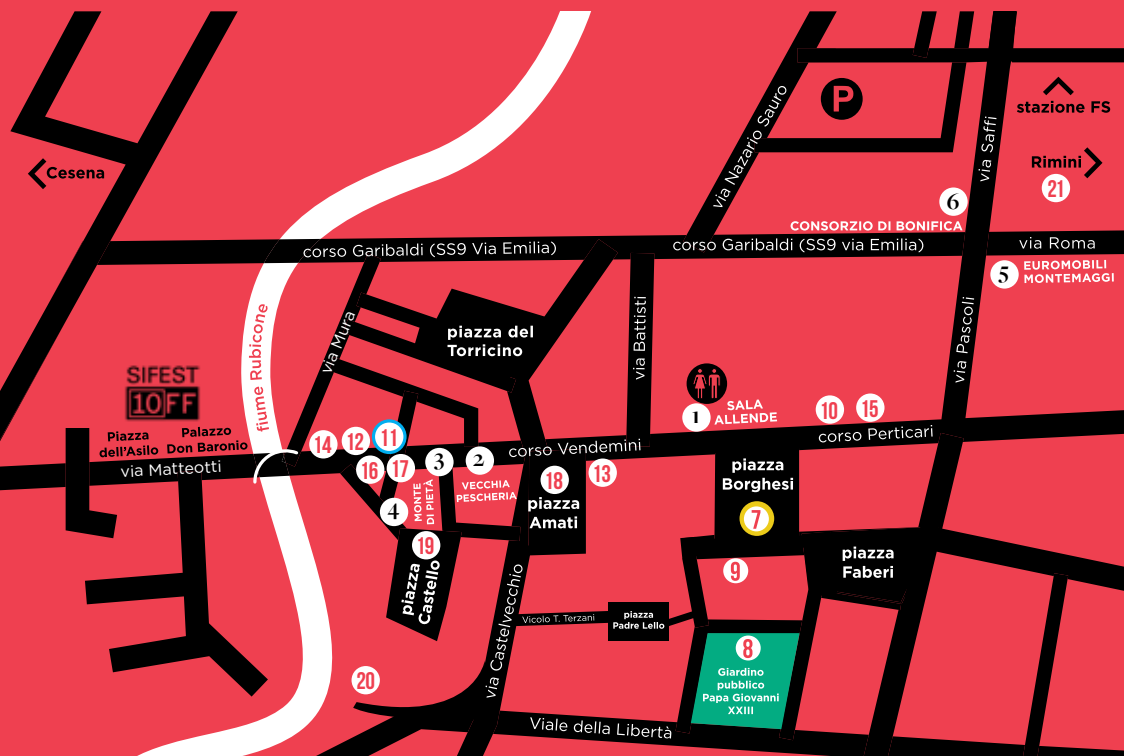 P
stazione FS
via Nazario Sauro
via Saffi
Rimini
21
Cesena
6
CONSORZIO DI BONIFICA
corso Garibaldi (SS9 Via Emilia)
corso Garibaldi (SS9 via Emilia)
via Roma
5
EUROMOBILI
MONTEMAGGI
fiume Rubicone
via Mura
piazza del
Torricino
via Battisti
via Pascoli
SIFEST
10FF
1
SALA
ALLENDE
10
15
Piazza
dell'Asilo
Palazzo
Don Baronio
via Matteotti
14
12
11
corso Vendemini
corso Perticari
16
17
3
2
MONTE
DI PIETÀ
VECCHIA
PESCHERIA
4
18
piazza
Amati
13
piazza
Borghesi
7
19
piazza
Castello
9
piazza
Faberi
via Castelvecchio
Vicolo T. Terzani
piazza
Padre Lello
8
Giardino
pubblico
Papa Giovanni
XXIII
20
Viale della Libertà